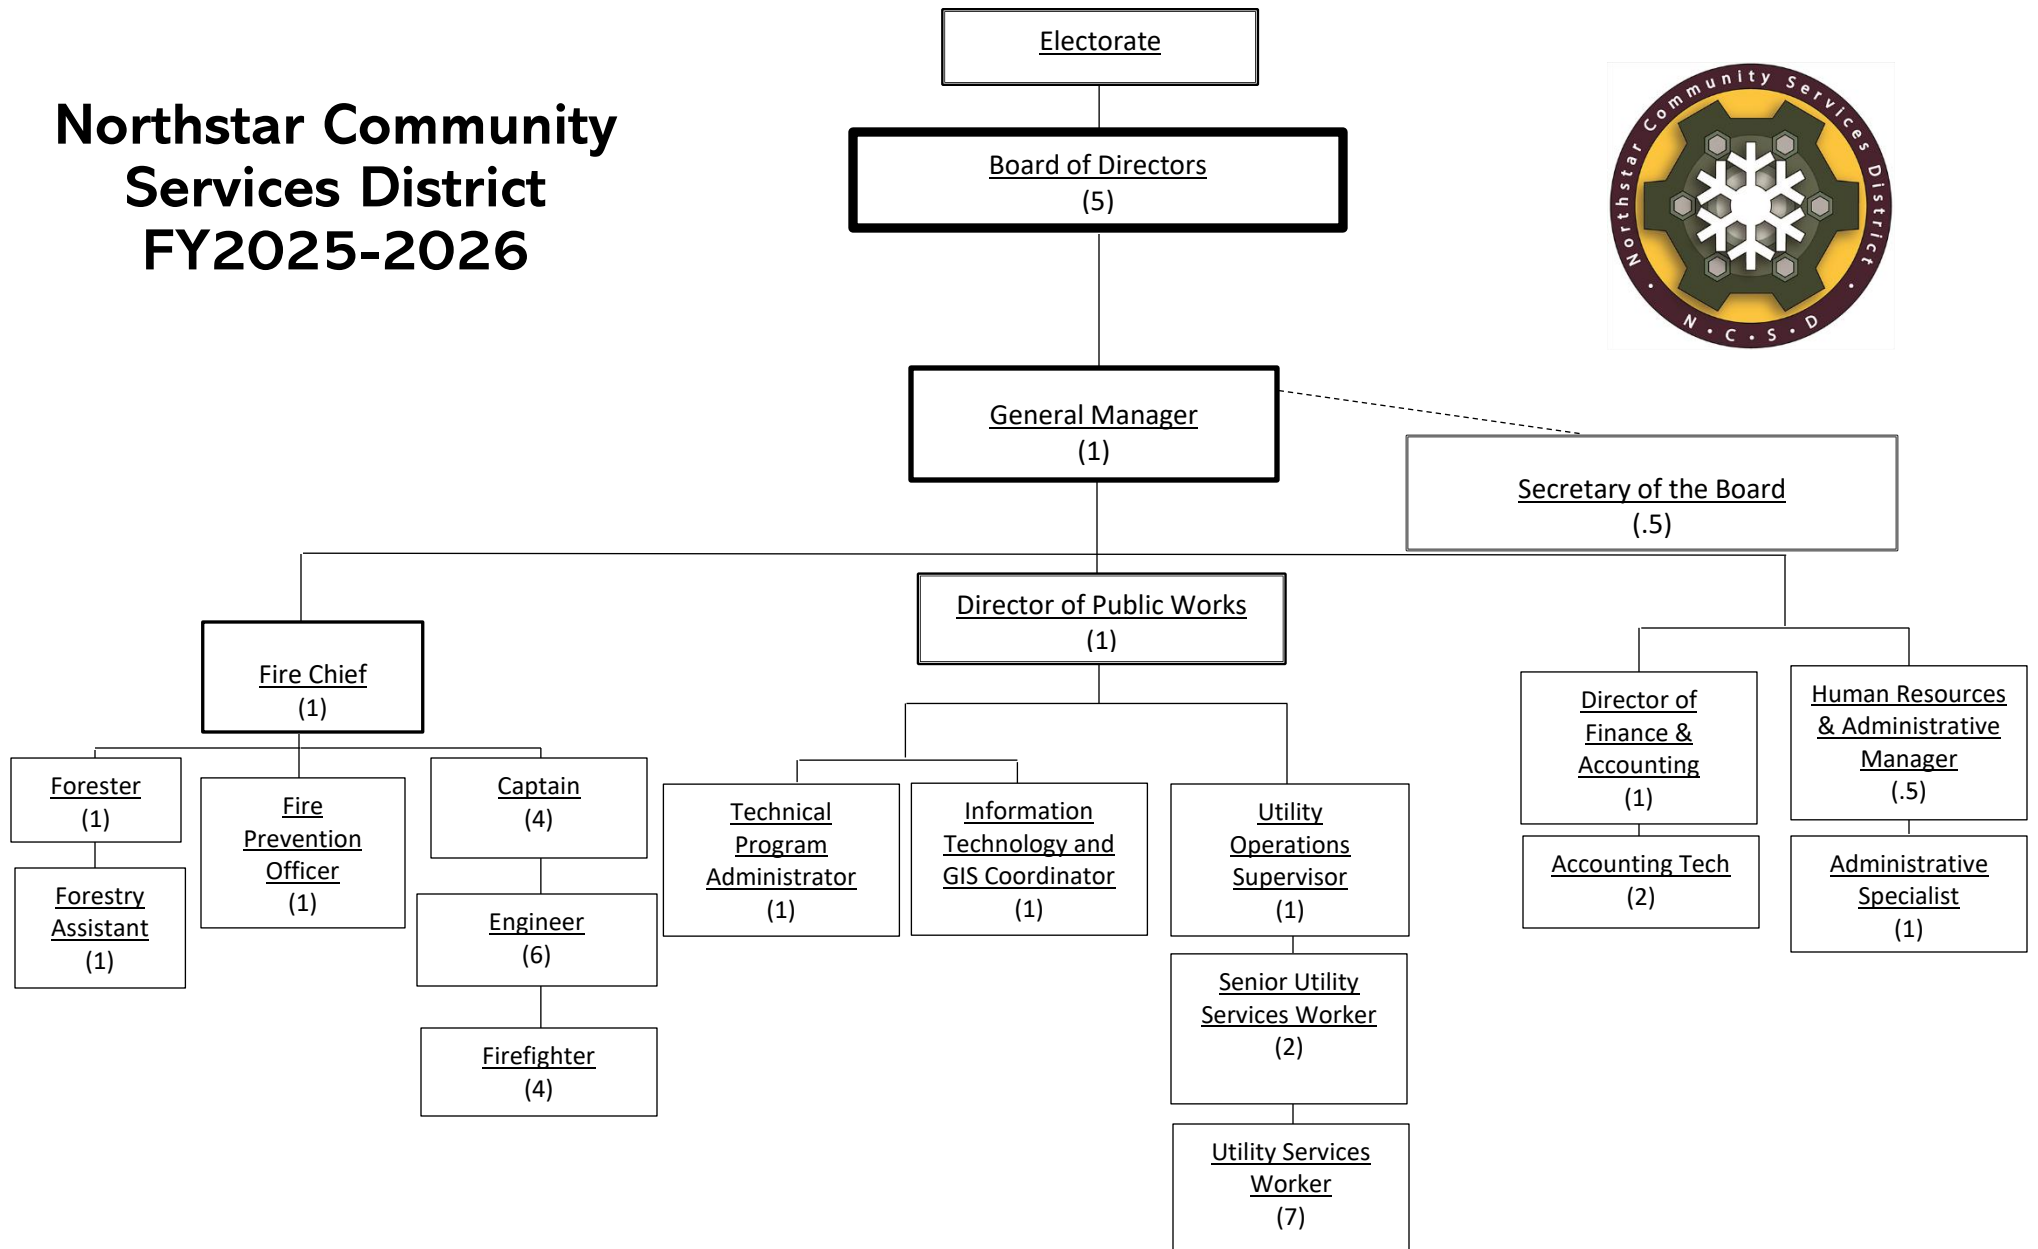 Northstar Community
Services District
FY2025-2026
Electorate
Board of Directors
(5)
Northstar Community Services District
N • C • S • D
General Manager
(1)
Secretary of the Board
(.5)
Director of Public Works
(1)
Fire Chief
(1)
Director of
Finance &
Accounting
(1)
Human Resources
& Administrative
Manager
(.5)
Forester
(1)
Fire
Prevention
Officer
(1)
Captain
(4)
Technical
Program
Administrator
(1)
Information
Technology and
GIS Coordinator
(1)
Utility
Operations
Supervisor
(1)
Accounting Tech
(2)
Administrative
Specialist
(1)
Forestry
Assistant
(1)
Engineer
(6)
Senior Utility
Services Worker
(2)
Firefighter
(4)
Utility Services
Worker
(7)